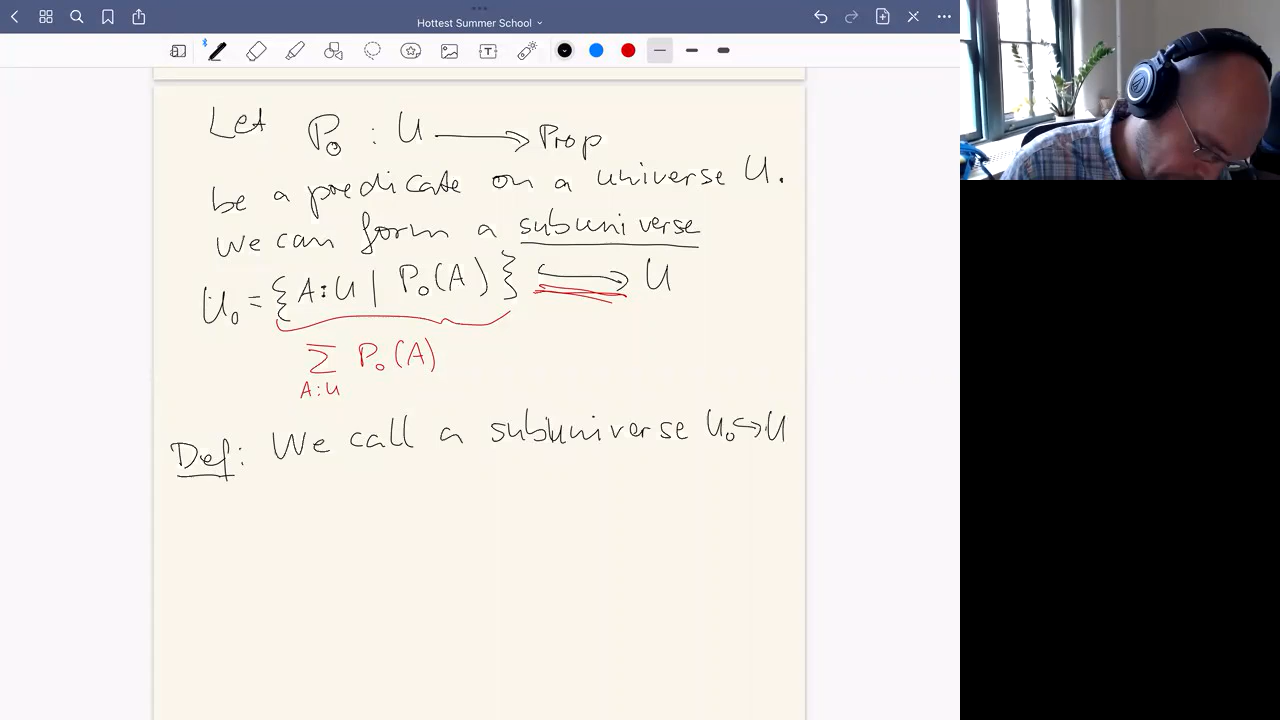 Hottest Summer School
Let P₀ : U ⟶ Prop
be a predicate on a universe U.
We can form a subuniverse
U₀ = {A:U | P₀(A)} ↪ U
∑ P₀(A)
A:U
Def: We call a subuniverse U₀↪U